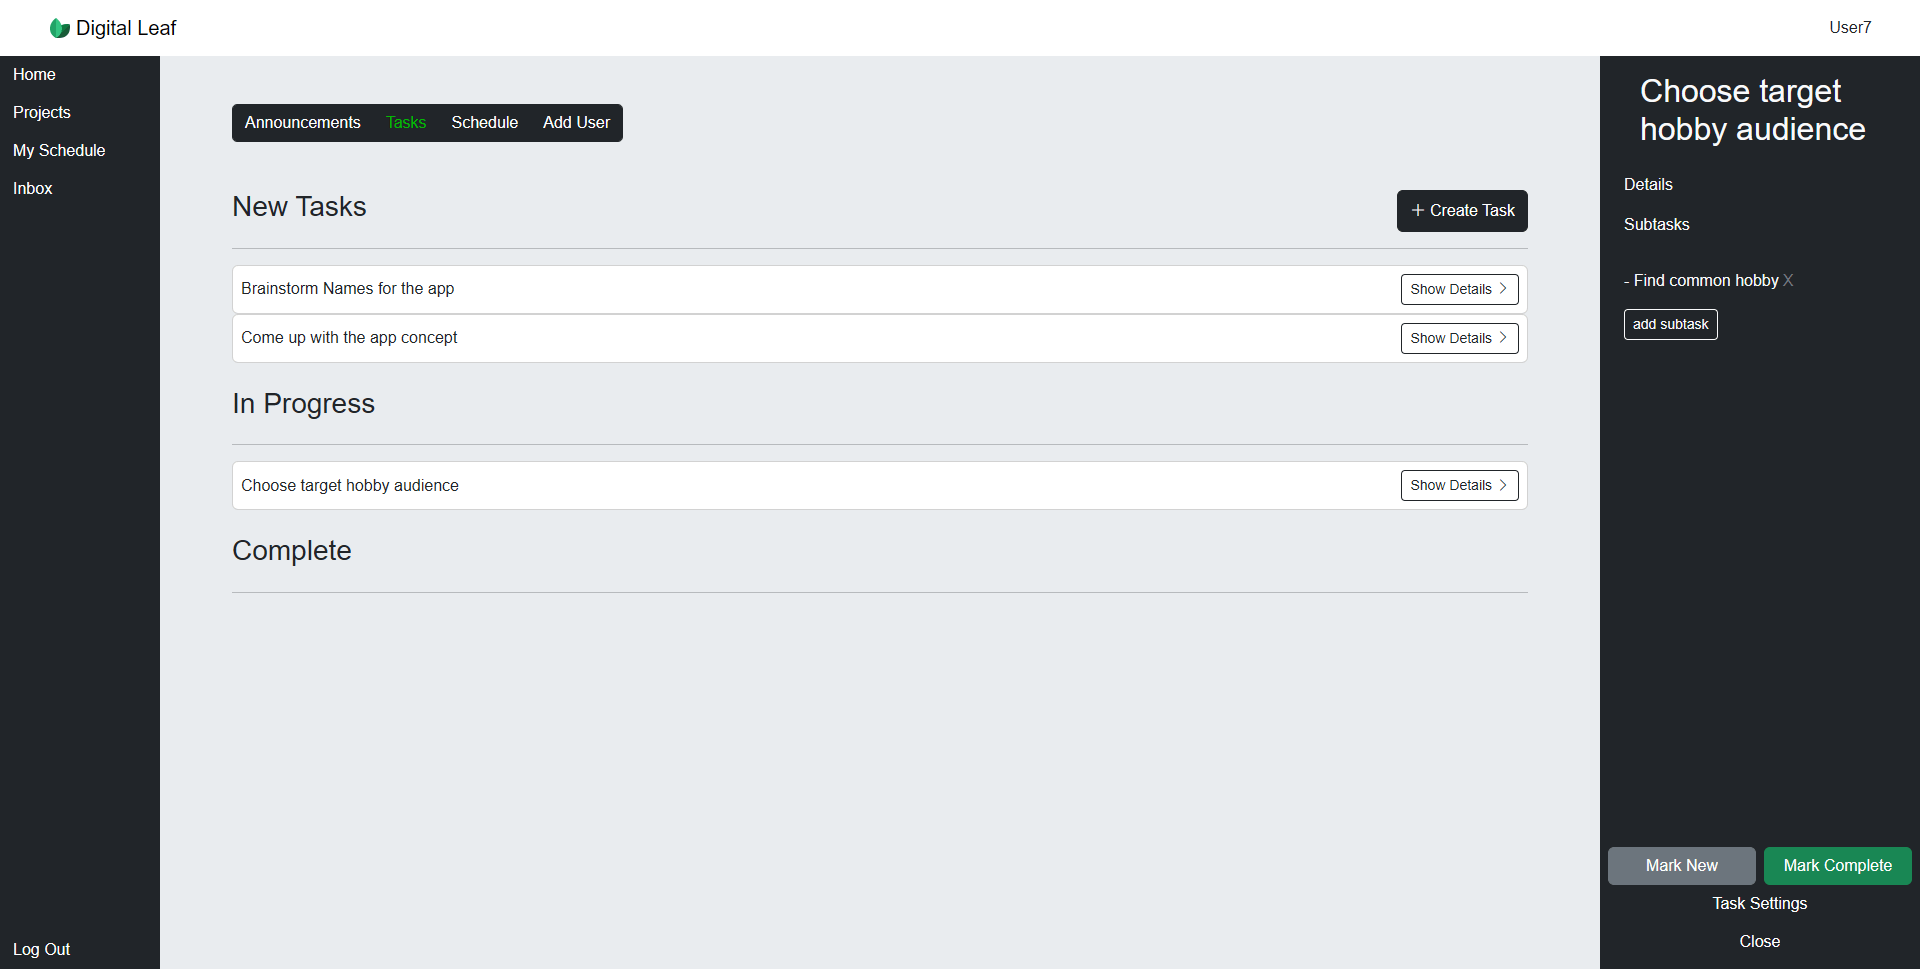 Digital Leaf
User7
Home
Projects
My Schedule
Inbox
Log Out
Announcements Tasks Schedule Add User
New Tasks
+ Create Task
Brainstorm Names for the app
Show Details >
Come up with the app concept
Show Details >
In Progress
Choose target hobby audience
Show Details >
Complete
Choose target
hobby audience
Details
Subtasks
- Find common hobby X
add subtask
Mark New
Mark Complete
Task Settings
Close